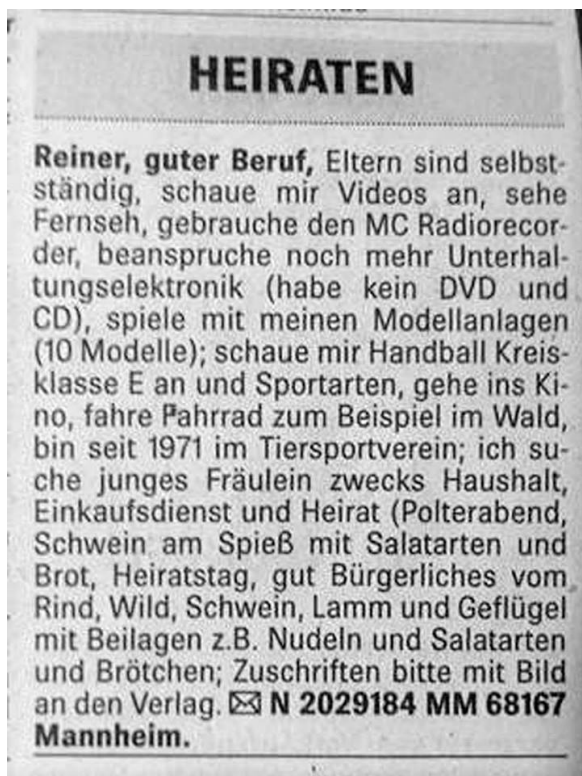 HEIRATEN
Reiner, guter Beruf, Eltern sind selbst-
ständig, schaue mir Videos an, sehe
Fernseh, gebrauche den MC Radiorecor-
der, beanspruche noch mehr Unterhal-
tungselektronik (habe kein DVD und
CD), spiele mit meinen Modellanlagen
(10 Modelle); schaue mir Handball Kreis-
klasse E an und Sportarten, gehe ins Ki-
no, fahre Fahrrad zum Beispiel im Wald,
bin seit 1971 im Tiersportverein; ich su-
che junges Fräulein zwecks Haushalt,
Einkaufsdienst und Heirat (Polterabend,
Schwein am Spieß mit Salatarten und
Brot, Heiratstag, gut Bürgerliches vom
Rind, Wild, Schwein, Lamm und Geflügel
mit Beilagen z.B. Nudeln und Salatarten
und Brötchen; Zuschriften bitte mit Bild
an den Verlag. ✉ N 2029184 MM 68167
Mannheim.